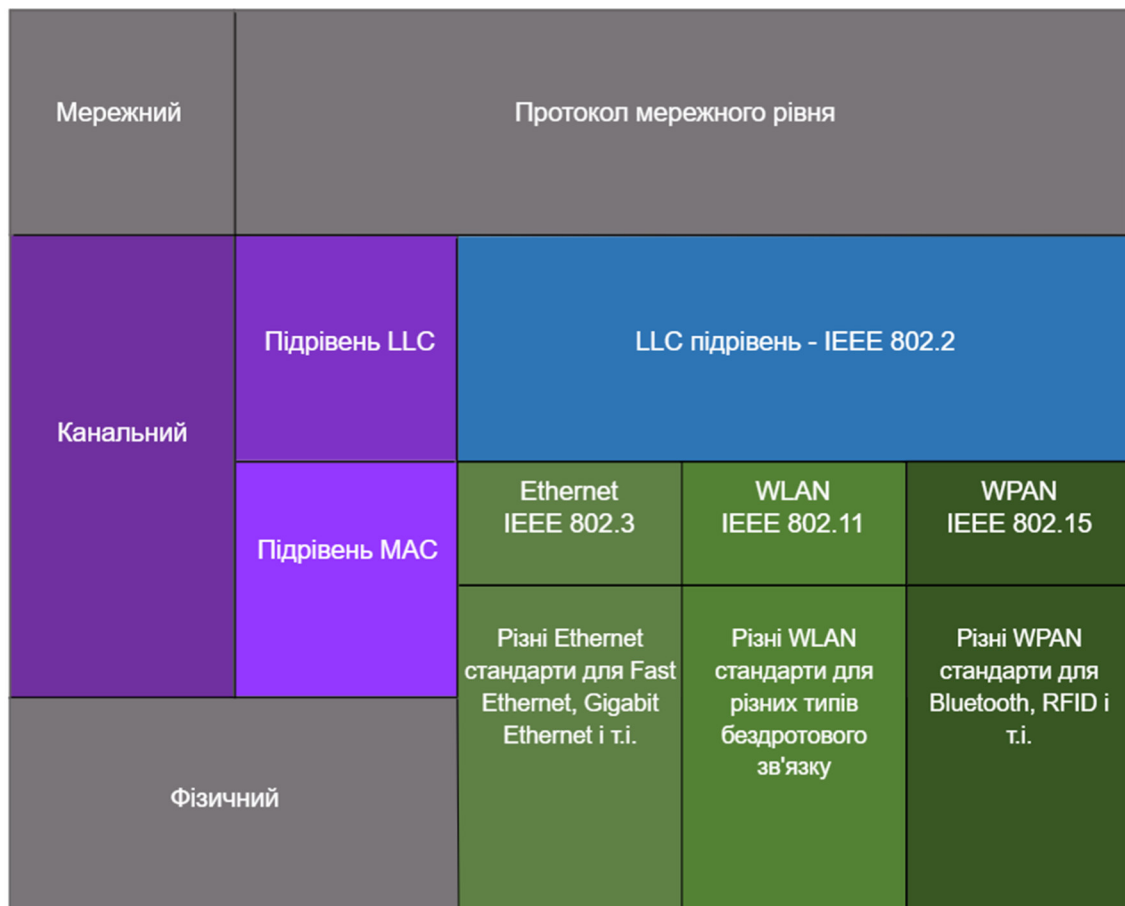 Мережний
Протокол мережного рівня
Канальний
Підрівень LLC
LLC підрівень - IEEE 802.2
Підрівень MAC
Ethernet
IEEE 802.3
WLAN
IEEE 802.11
WPAN
IEEE 802.15
Різні Ethernet
стандарти для Fast
Ethernet, Gigabit
Ethernet і т.і.
Різні WLAN
стандарти для
різних типів
бездротового
зв'язку
Різні WPAN
стандарти для
Bluetooth, RFID і
т.і.
Фізичний